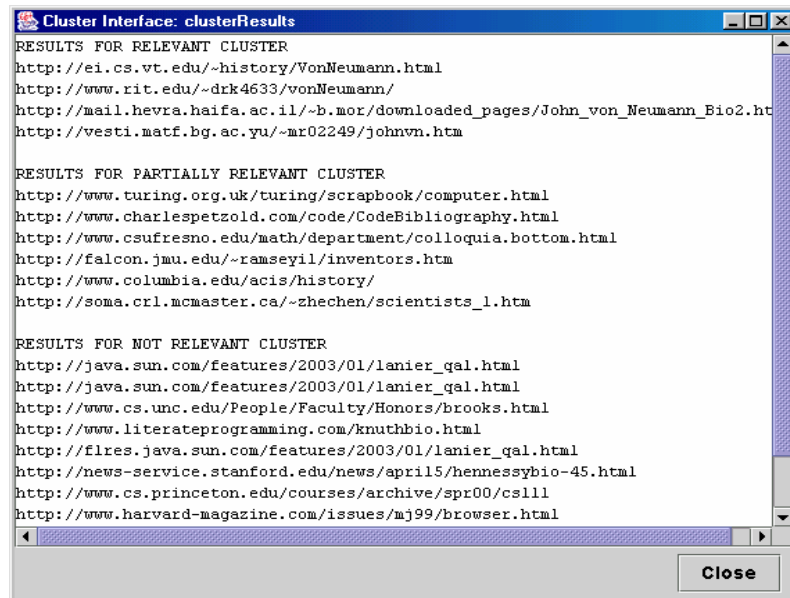 Cluster Interface: clusterResults
RESULTS FOR RELEVANT CLUSTER
http://ei.cs.vt.edu/~history/VonNeumann.html
http://www.rit.edu/~drk4633/vonNeumann/
http://mail.hevra.haifa.ac.il/~b.mor/downloaded_pages/John_von_Neumann_Bio2.ht
http://vesti.matf.bg.ac.yu/~mr02249/johnvn.htm
RESULTS FOR PARTIALLY RELEVANT CLUSTER
http://www.turing.org.uk/turing/scrapbook/computer.html
http://www.charlespetzold.com/code/CodeBibliography.html
http://www.csufresno.edu/math/department/colloquia.bottom.html
http://falcon.jmu.edu/~ramseyil/inventors.htm
http://www.columbia.edu/acis/history/
http://soma.crl.mcmaster.ca/~zhechen/scientists_1.htm
RESULTS FOR NOT RELEVANT CLUSTER
http://java.sun.com/features/2003/01/lanier_qa1.html
http://java.sun.com/features/2003/01/lanier_qa1.html
http://www.cs.unc.edu/People/Faculty/Honors/brooks.html
http://www.literateprogramming.com/knuthbio.html
http://flres.java.sun.com/features/2003/01/lanier_qa1.html
http://news-service.stanford.edu/news/april5/hennessybio-45.html
http://www.cs.princeton.edu/courses/archive/spr00/cs111
http://www.harvard-magazine.com/issues/mj99/browser.html
Close